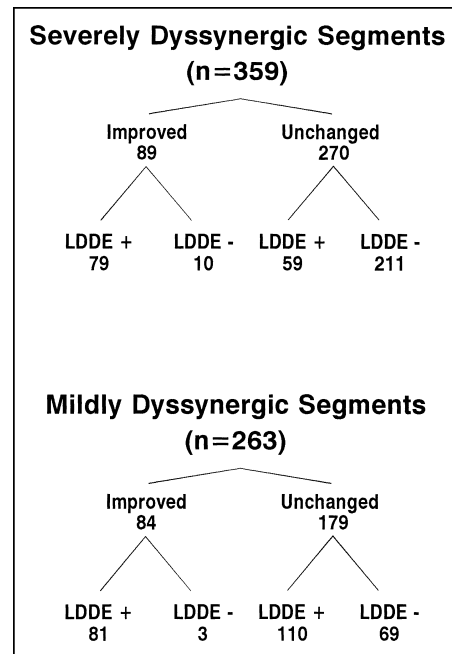 Severely Dyssynergic Segments
(n=359)
Improved Unchanged
89 270
LDDE + LDDE - LDDE + LDDE -
79 10 59 211
Mildly Dyssynergic Segments
(n=263)
Improved Unchanged
84 179
LDDE + LDDE - LDDE + LDDE -
81 3 110 69